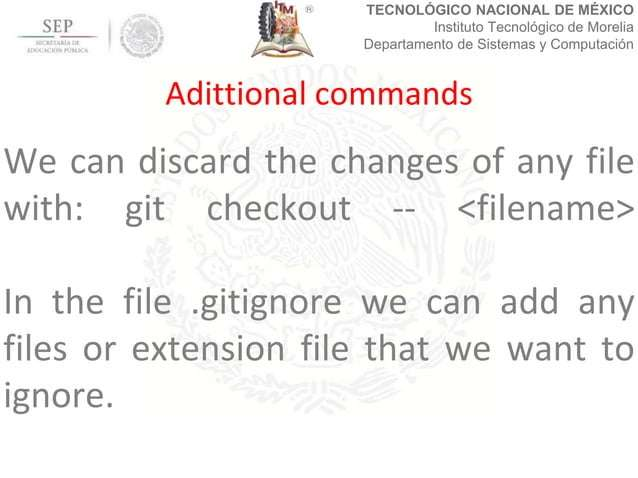 SEP
SECRETARÍA DE
EDUCACIÓN PÚBLICA
ITM
®
TECNOLÓGICO NACIONAL DE MÉXICO
Instituto Tecnológico de Morelia
Departamento de Sistemas y Computación
Adittional commands
We can discard the changes of any file
with: git checkout -- <filename>
In the file .gitignore we can add any
files or extension file that we want to
ignore.